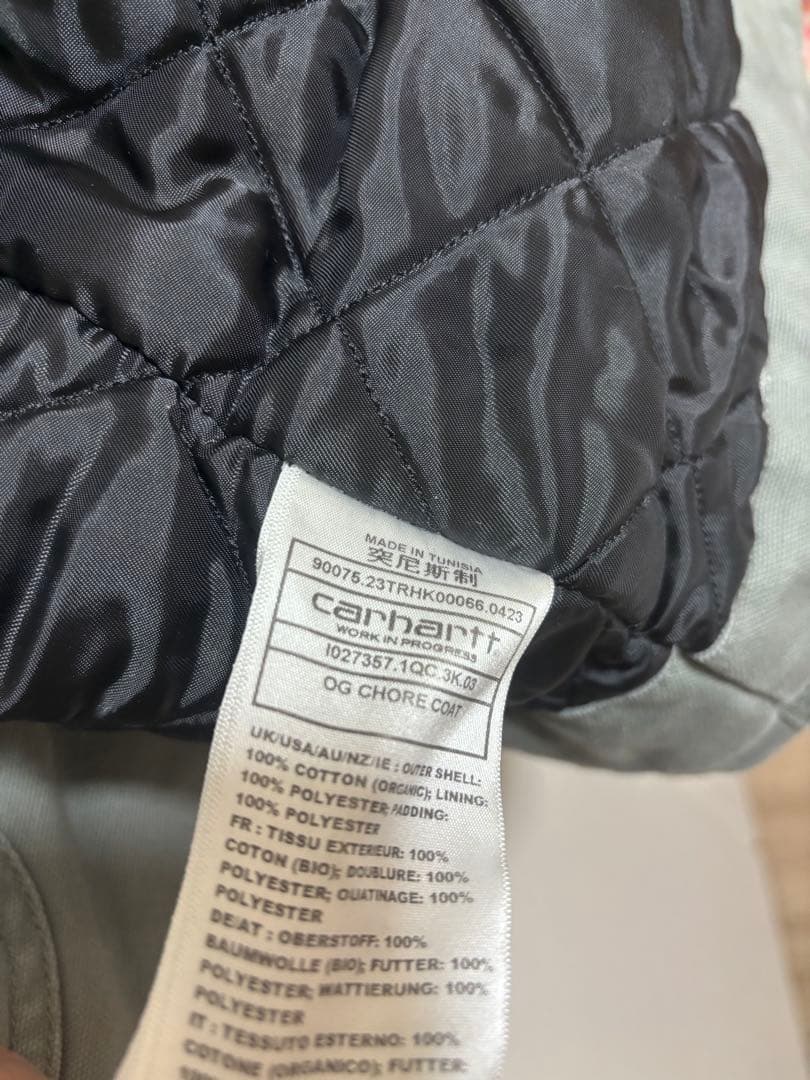 MADE IN TUNISIA
突尼斯制
90075.23TRHK00066.0423
carhartt
WORK IN PROGRESS
I027357.1QC.3K.03
OG CHORE COAT
UK/USA/AU/NZ/IE : OUTER SHELL:
100% COTTON (ORGANIC); LINING:
100% POLYESTER; PADDING:
100% POLYESTER
FR : TISSU EXTERIEUR: 100%
COTON (BIO); DOUBLURE: 100%
POLYESTER; OUATINAGE: 100%
POLYESTER
DE/AT : OBERSTOFF: 100%
BAUMWOLLE (BIO); FUTTER: 100%
POLYESTER; WATTIERUNG: 100%
POLYESTER
IT : TESSUTO ESTERNO: 100%
COTONE (ORGANICO); FUTTER: